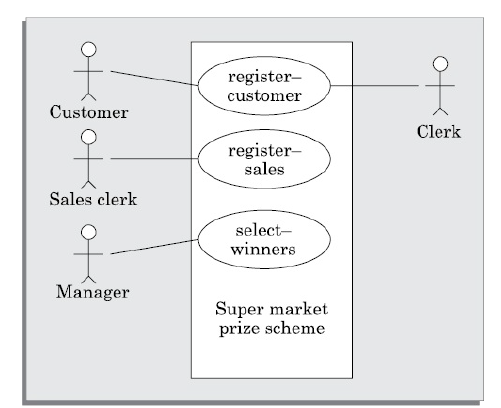 Customer
register–
customer
Clerk
Sales clerk
register–
sales
Manager
select–
winners
Super market
prize scheme